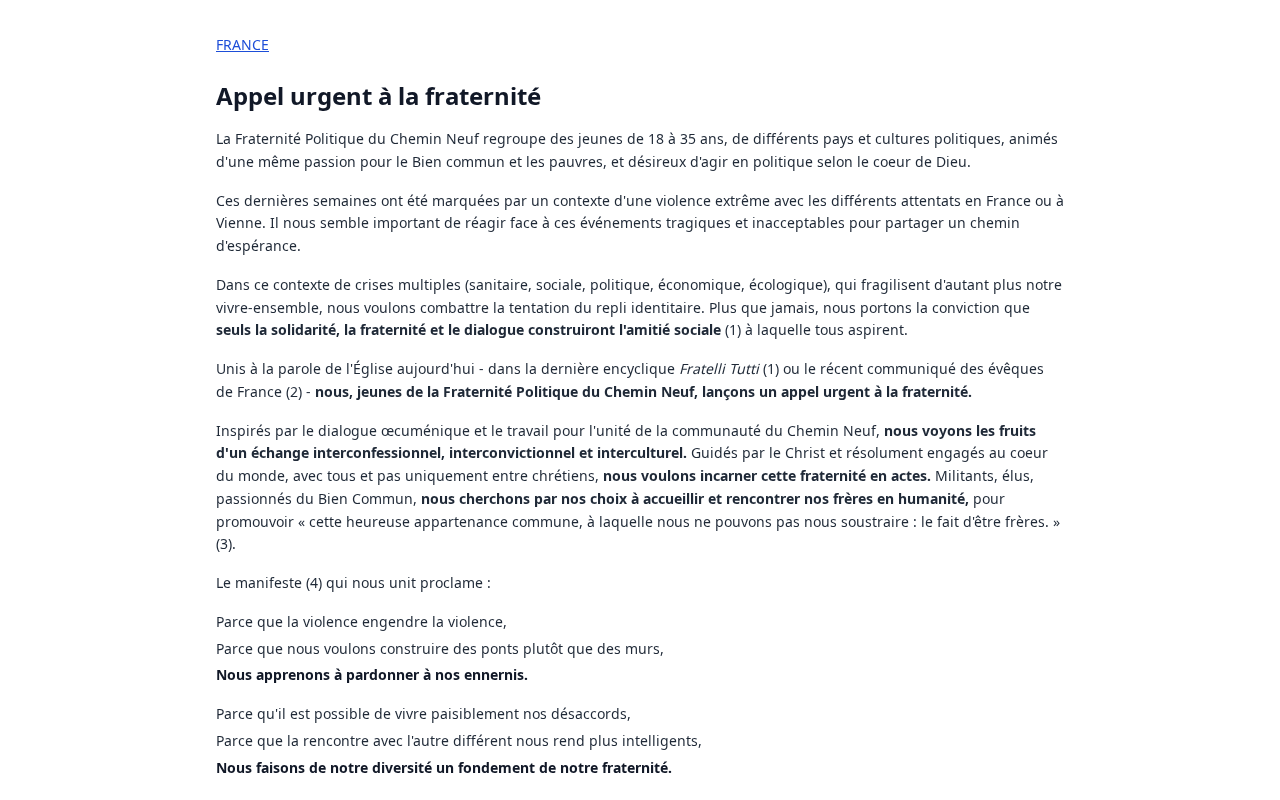 FRANCE
Appel urgent à la fraternité
La Fraternité Politique du Chemin Neuf regroupe des jeunes de 18 à 35 ans, de différents pays et cultures politiques, animés
d'une même passion pour le Bien commun et les pauvres, et désireux d'agir en politique selon le coeur de Dieu.
Ces dernières semaines ont été marquées par un contexte d'une violence extrême avec les différents attentats en France ou à
Vienne. Il nous semble important de réagir face à ces événements tragiques et inacceptables pour partager un chemin
d'espérance.
Dans ce contexte de crises multiples (sanitaire, sociale, politique, économique, écologique), qui fragilisent d'autant plus notre
vivre-ensemble, nous voulons combattre la tentation du repli identitaire. Plus que jamais, nous portons la conviction que
seuls la solidarité, la fraternité et le dialogue construiront l'amitié sociale (1) à laquelle tous aspirent.
Unis à la parole de l'Église aujourd'hui - dans la dernière encyclique Fratelli Tutti (1) ou le récent communiqué des évêques
de France (2) - nous, jeunes de la Fraternité Politique du Chemin Neuf, lançons un appel urgent à la fraternité.
Inspirés par le dialogue œcuménique et le travail pour l'unité de la communauté du Chemin Neuf, nous voyons les fruits
d'un échange interconfessionnel, interconvictionnel et interculturel. Guidés par le Christ et résolument engagés au coeur
du monde, avec tous et pas uniquement entre chrétiens, nous voulons incarner cette fraternité en actes. Militants, élus,
passionnés du Bien Commun, nous cherchons par nos choix à accueillir et rencontrer nos frères en humanité, pour
promouvoir « cette heureuse appartenance commune, à laquelle nous ne pouvons pas nous soustraire : le fait d'être frères. »
(3).
Le manifeste (4) qui nous unit proclame :
Parce que la violence engendre la violence,
Parce que nous voulons construire des ponts plutôt que des murs,
Nous apprenons à pardonner à nos ennernis.
Parce qu'il est possible de vivre paisiblement nos désaccords,
Parce que la rencontre avec l'autre différent nous rend plus intelligents,
Nous faisons de notre diversité un fondement de notre fraternité.